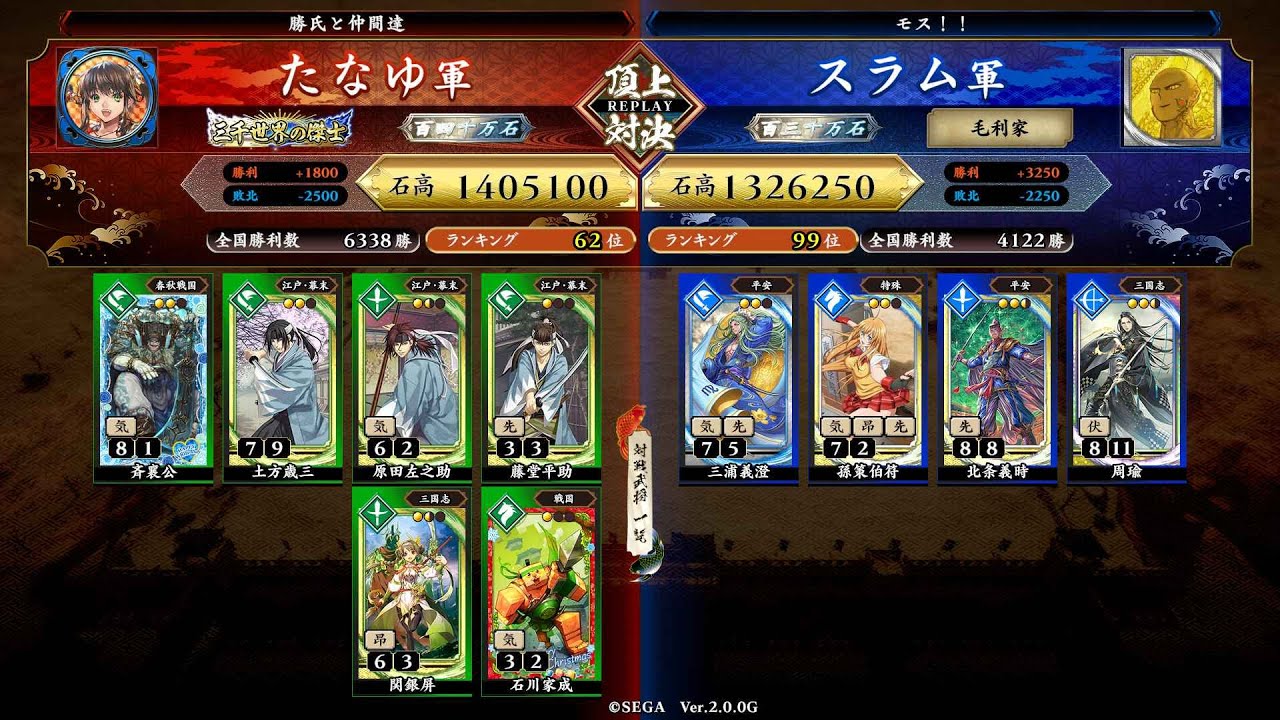 勝氏と仲間達
モス！！
たなゆ軍
頂上
REPLAY
対決
スラム軍
三千世界の傑士
百四十万石
百三十万石
毛利家
勝利 +1800
敗北 -2500
石高 1405100
石高 1326250
勝利 +3250
敗北 -2250
全国勝利数 6338勝
ランキング 62位
ランキング 99位
全国勝利数 4122勝
春秋戦国
江戸・幕末
江戸・幕末
江戸・幕末
平安
特殊
平安
三国志
気
気
先
気 先
気 昂 先
先
伏
8 1
7 9
6 2
3 3
7 5
7 2
8 8
8 11
斉襄公
土方歳三
原田左之助
藤堂平助
三浦義澄
孫策伯符
北条義時
周瑜
対戦武将一覧
三国志
戦国
昂
気
6 3
3 2
Christmas
関銀屏
石川家成
©SEGA Ver.2.0.0G